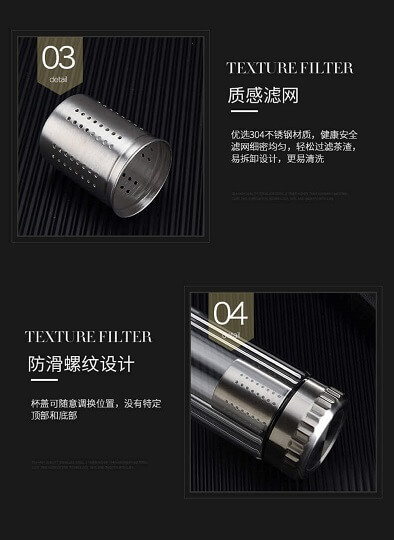 03
detail
TEXTURE FILTER
质感滤网
优选304不锈钢材质，健康安全
滤网细密均匀，轻松过滤茶渣，
易拆卸设计，更易清洗
04
detail
TEXTURE FILTER
防滑螺纹设计
杯盖可随意调换位置，没有特定
顶部和底部